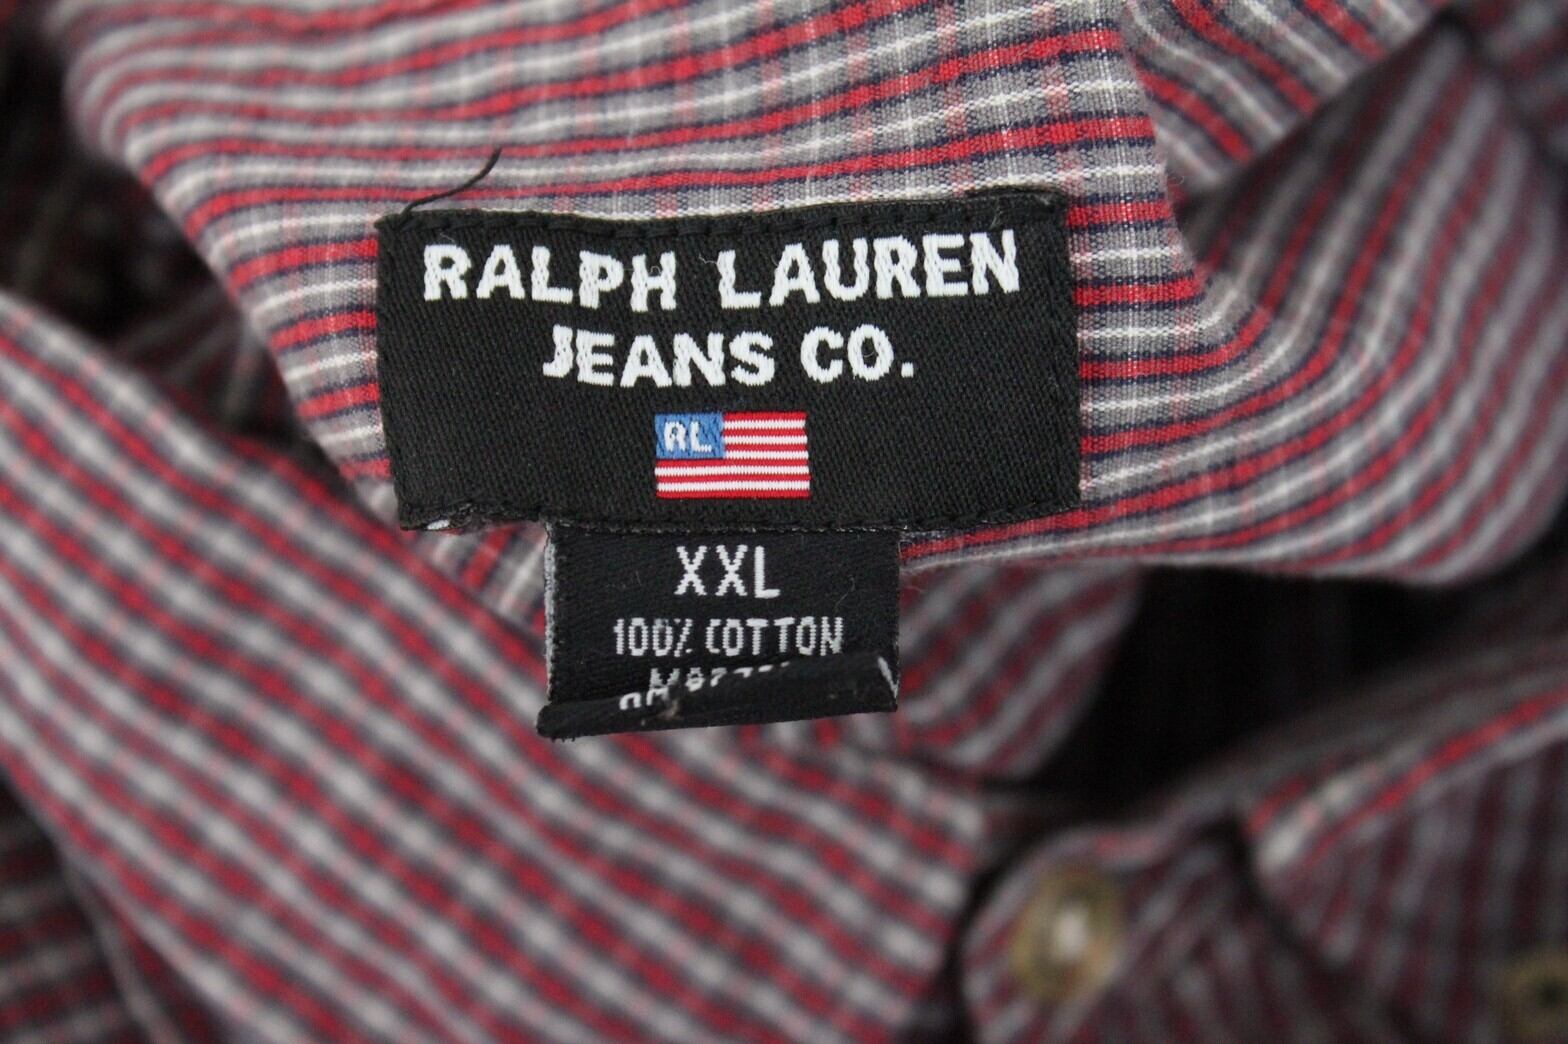 RALPH LAUREN
JEANS CO.
RL
XXL
100% COTTON